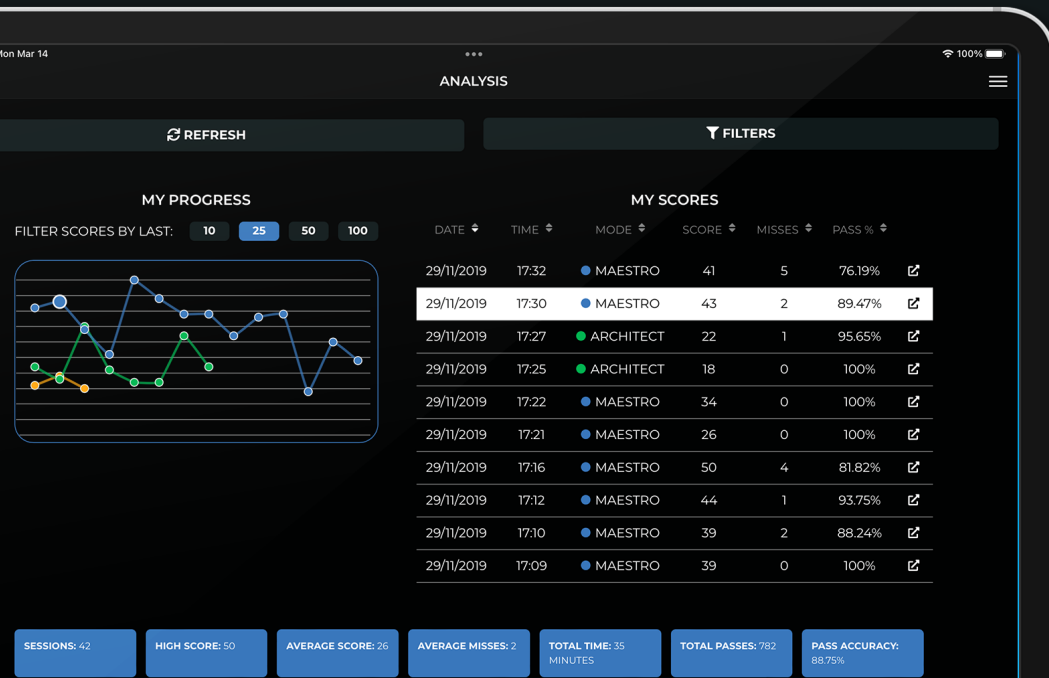 Mon Mar 14
100%
ANALYSIS
REFRESH
FILTERS
MY PROGRESS
FILTER SCORES BY LAST: 10 25 50 100
MY SCORES
DATE TIME MODE SCORE MISSES PASS %
29/11/2019 17:32 MAESTRO 41 5 76.19%
29/11/2019 17:30 MAESTRO 43 2 89.47%
29/11/2019 17:27 ARCHITECT 22 1 95.65%
29/11/2019 17:25 ARCHITECT 18 0 100%
29/11/2019 17:22 MAESTRO 34 0 100%
29/11/2019 17:21 MAESTRO 26 0 100%
29/11/2019 17:16 MAESTRO 50 4 81.82%
29/11/2019 17:12 MAESTRO 44 1 93.75%
29/11/2019 17:10 MAESTRO 39 2 88.24%
29/11/2019 17:09 MAESTRO 39 0 100%
SESSIONS: 42
HIGH SCORE: 50
AVERAGE SCORE: 26
AVERAGE MISSES: 2
TOTAL TIME: 35
MINUTES
TOTAL PASSES: 782
PASS ACCURACY:
88.75%